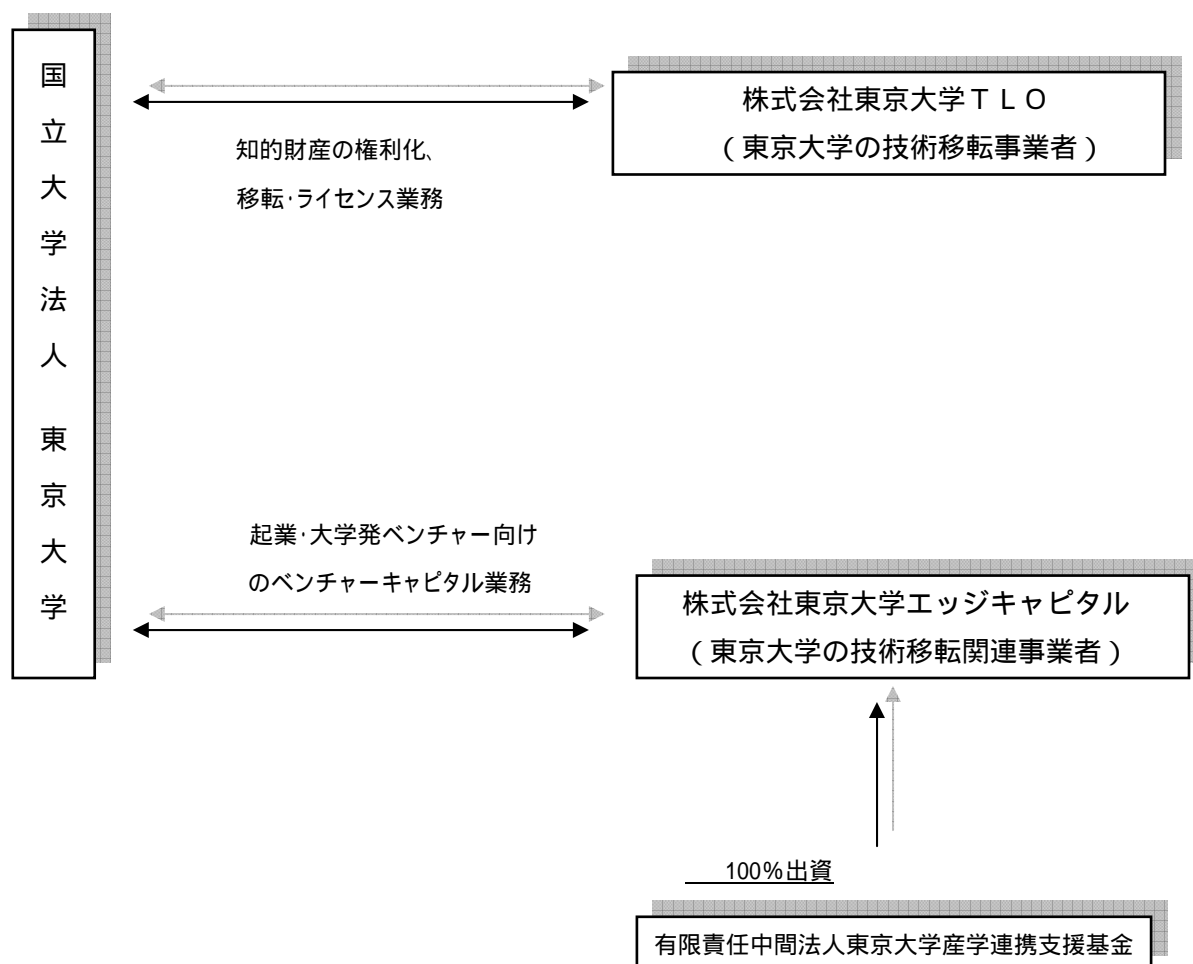 国立大学法人 東京大学
株式会社東京大学TLO
(東京大学の技術移転事業者)
知的財産の権利化、
移転・ライセンス業務
起業・大学発ベンチャー向け
のベンチャーキャピタル業務
株式会社東京大学エッジキャピタル
(東京大学の技術移転関連事業者)
100%出資
有限責任中間法人東京大学産学連携支援基金